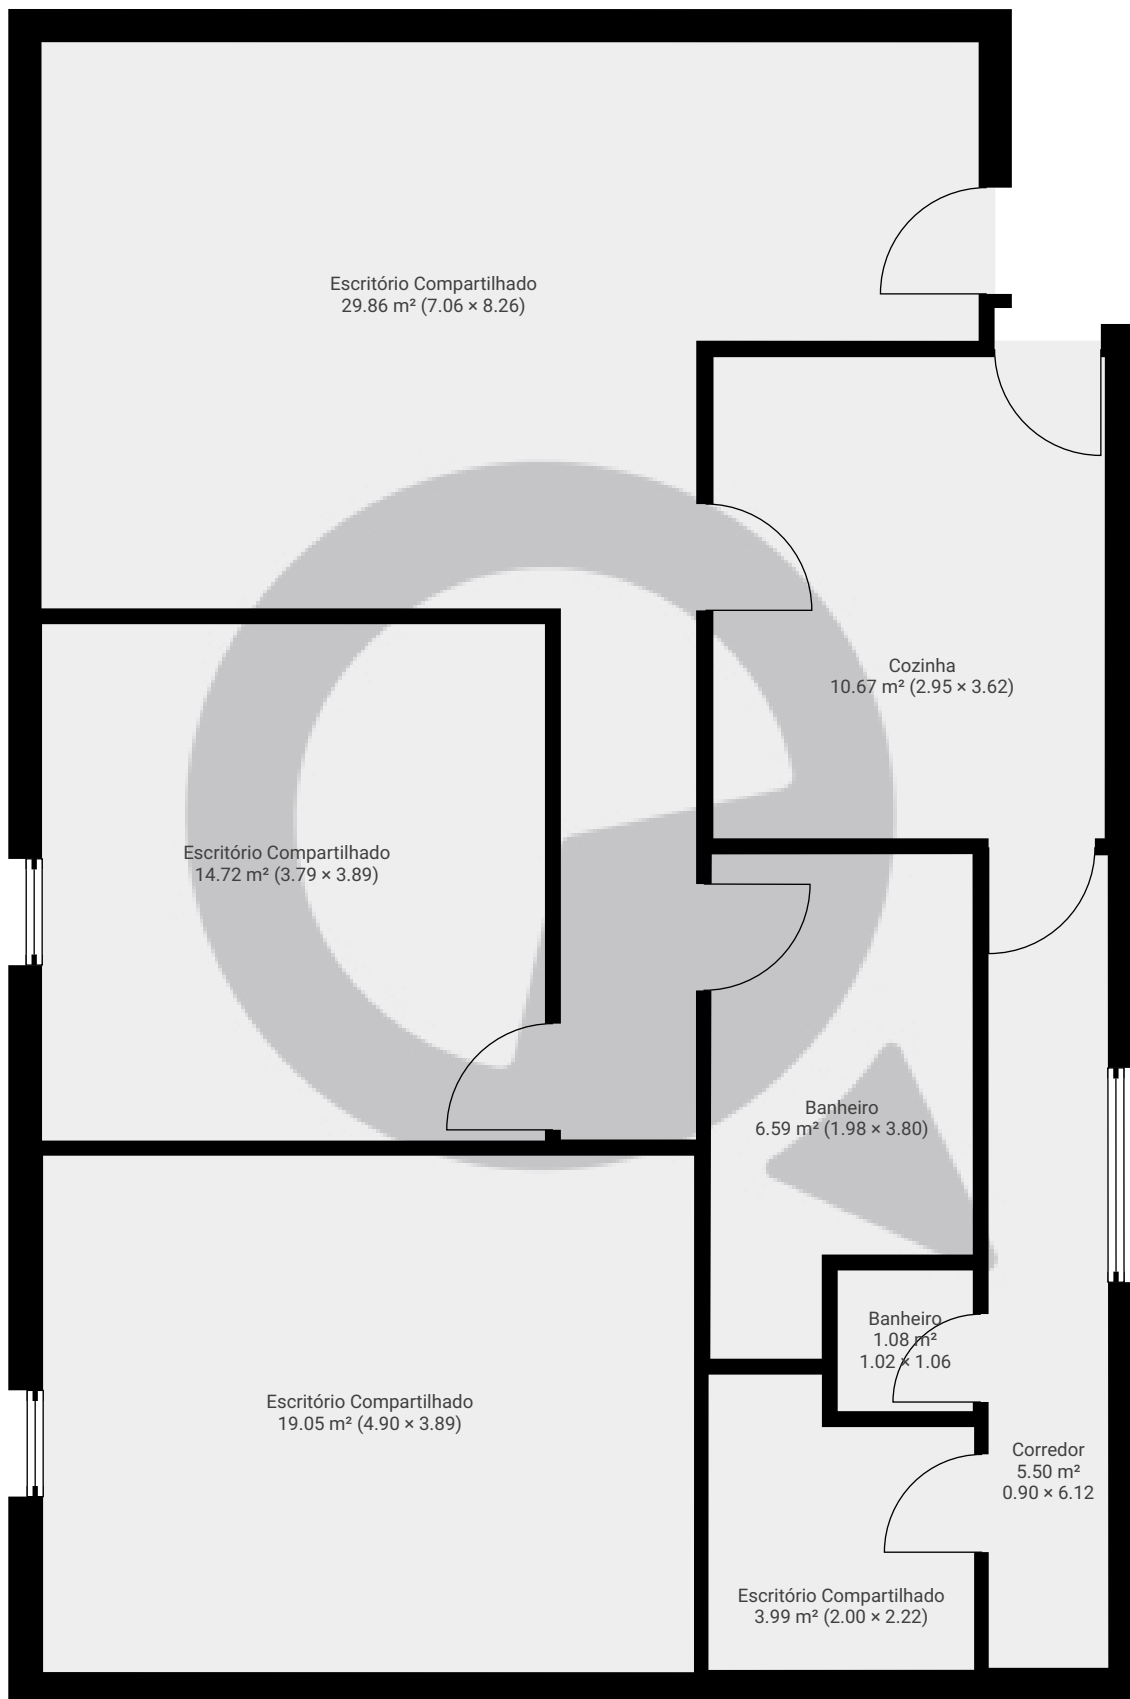 Escritório Compartilhado
29.86 m² (7.06 × 8.26)
Cozinha
10.67 m² (2.95 × 3.62)
Escritório Compartilhado
14.72 m² (3.79 × 3.89)
Banheiro
6.59 m² (1.98 × 3.80)
Banheiro
1.08 m²
1.02 × 1.06
Escritório Compartilhado
19.05 m² (4.90 × 3.89)
Corredor
5.50 m²
0.90 × 6.12
Escritório Compartilhado
3.99 m² (2.00 × 2.22)